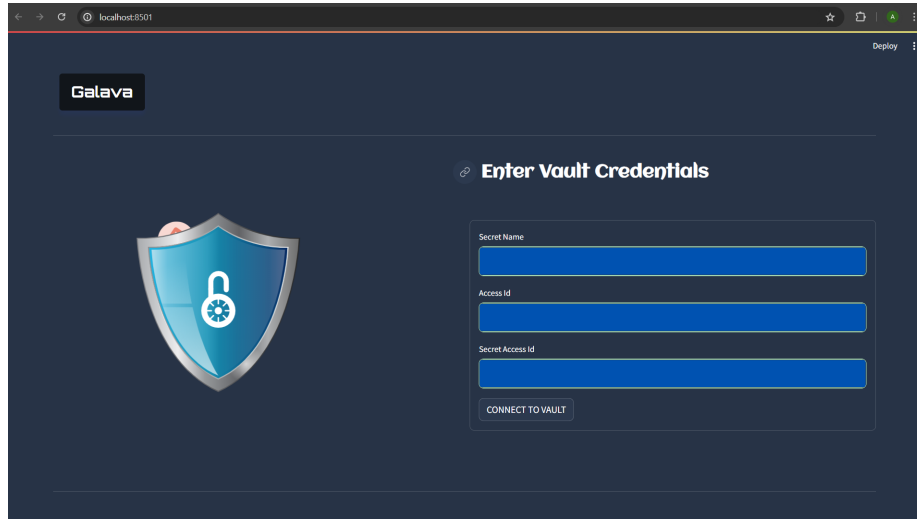 localhost:8501
A
Deploy
Galava
Enter Vault Credentials
Secret Name
Access Id
Secret Access Id
CONNECT TO VAULT